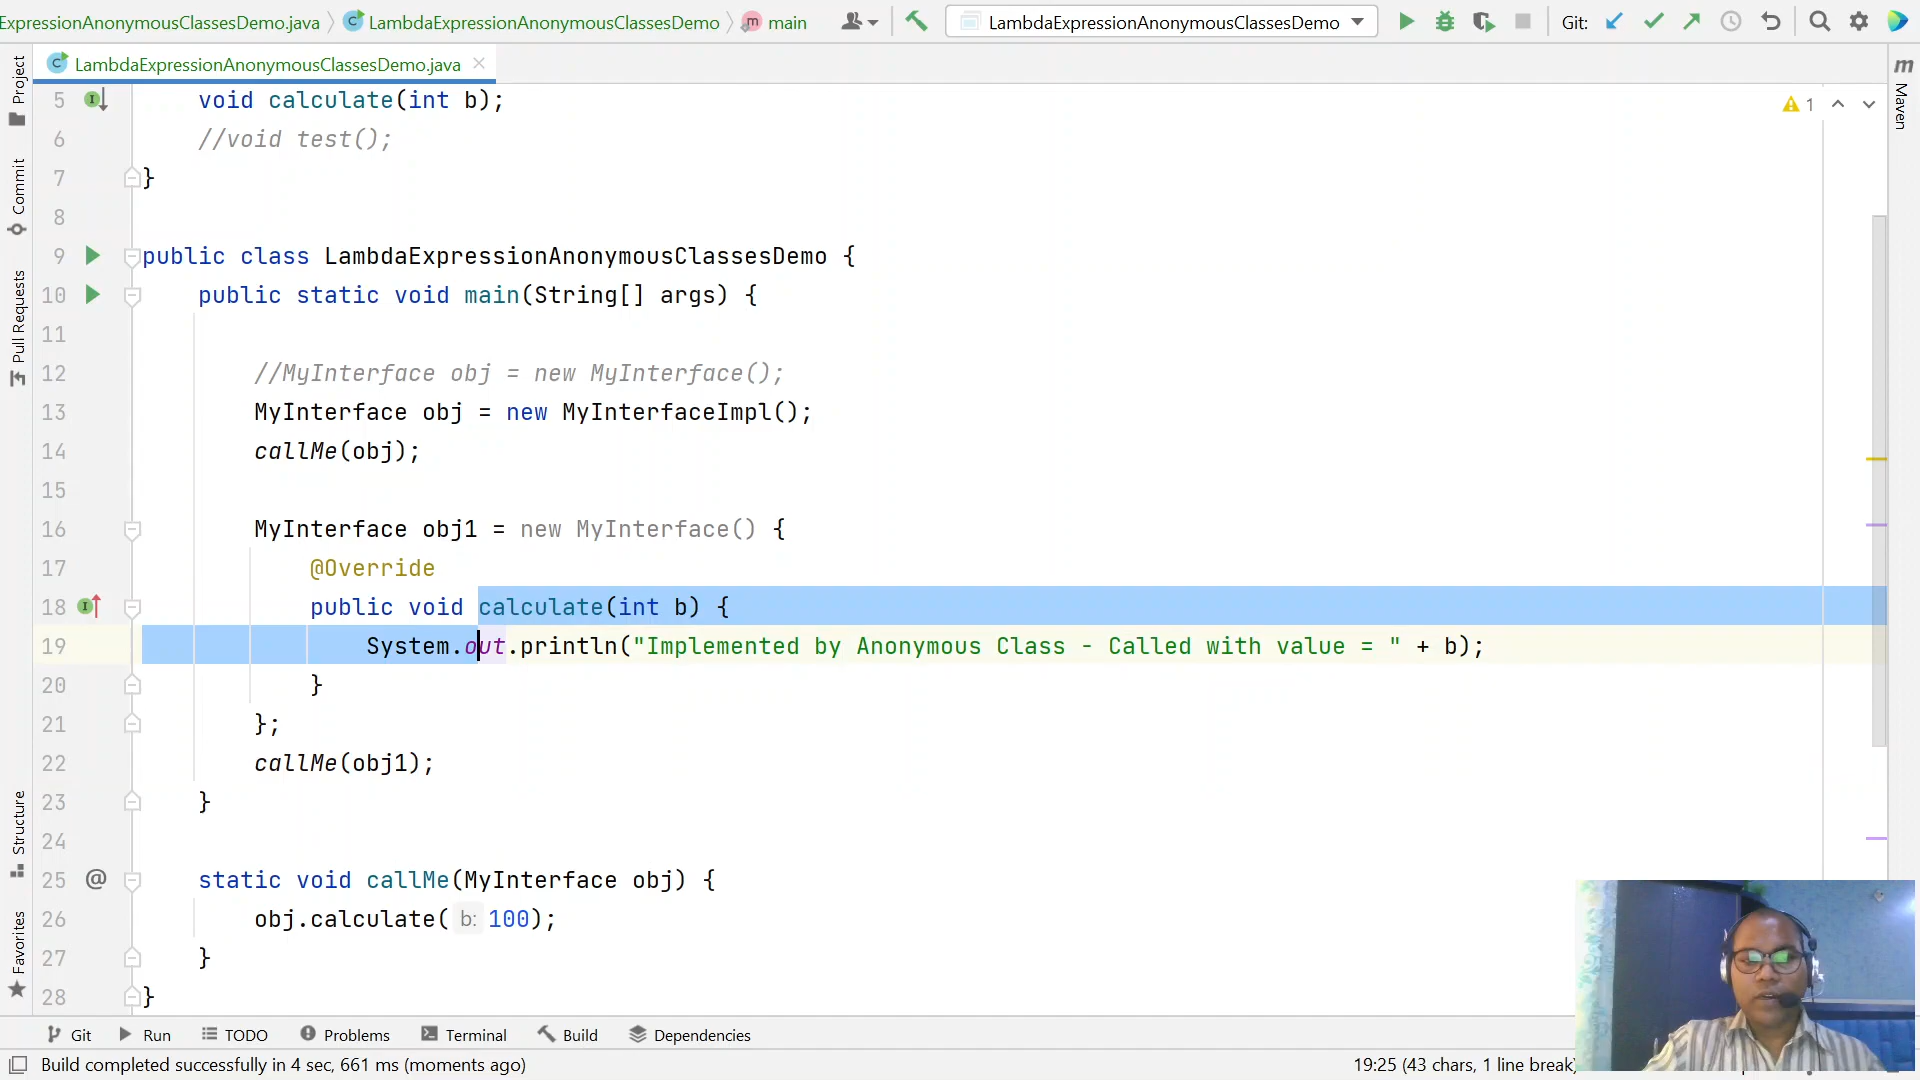 ExpressionAnonymousClassesDemo.java LambdaExpressionAnonymousClassesDemo main LambdaExpressionAnonymousClassesDemo Git:
LambdaExpressionAnonymousClassesDemo.java
Project
Commit
Pull Requests
Structure
Favorites
Maven
1
5 void calculate(int b);
6 //void test();
7 }
8
9 public class LambdaExpressionAnonymousClassesDemo {
10 public static void main(String[] args) {
11
12 //MyInterface obj = new MyInterface();
13 MyInterface obj = new MyInterfaceImpl();
14 callMe(obj);
15
16 MyInterface obj1 = new MyInterface() {
17 @Override
18 public void calculate(int b) {
19 System.out.println("Implemented by Anonymous Class - Called with value = " + b);
20 }
21 };
22 callMe(obj1);
23 }
24
25 @ static void callMe(MyInterface obj) {
26 obj.calculate( b: 100);
27 }
28 }
Git Run TODO Problems Terminal Build Dependencies
Build completed successfully in 4 sec, 661 ms (moments ago) 19:25 (43 chars, 1 line break)